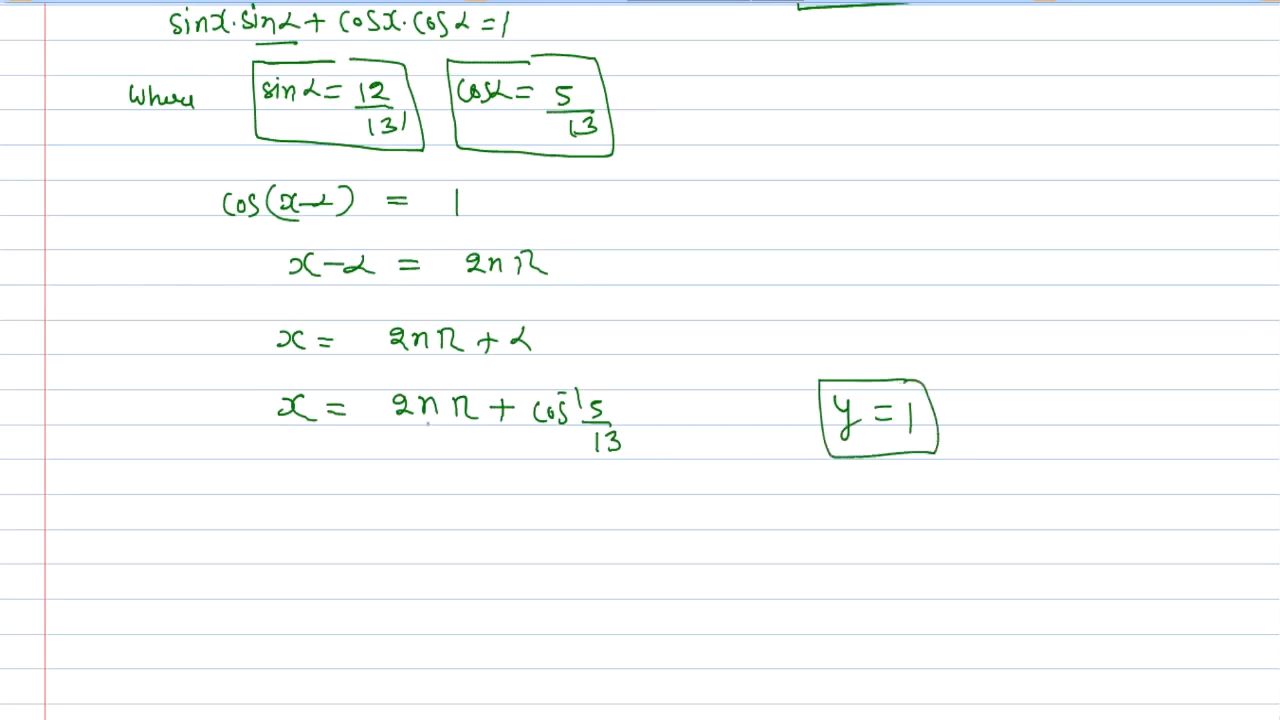 sinx·sinα + cosx·cosα = 1
where sinα = 12/13 cosα = 5/13
cos(x-α) = 1
x-α = 2nπ
x = 2nπ + α
x = 2nπ + cos⁻¹ 5/13 y = 1